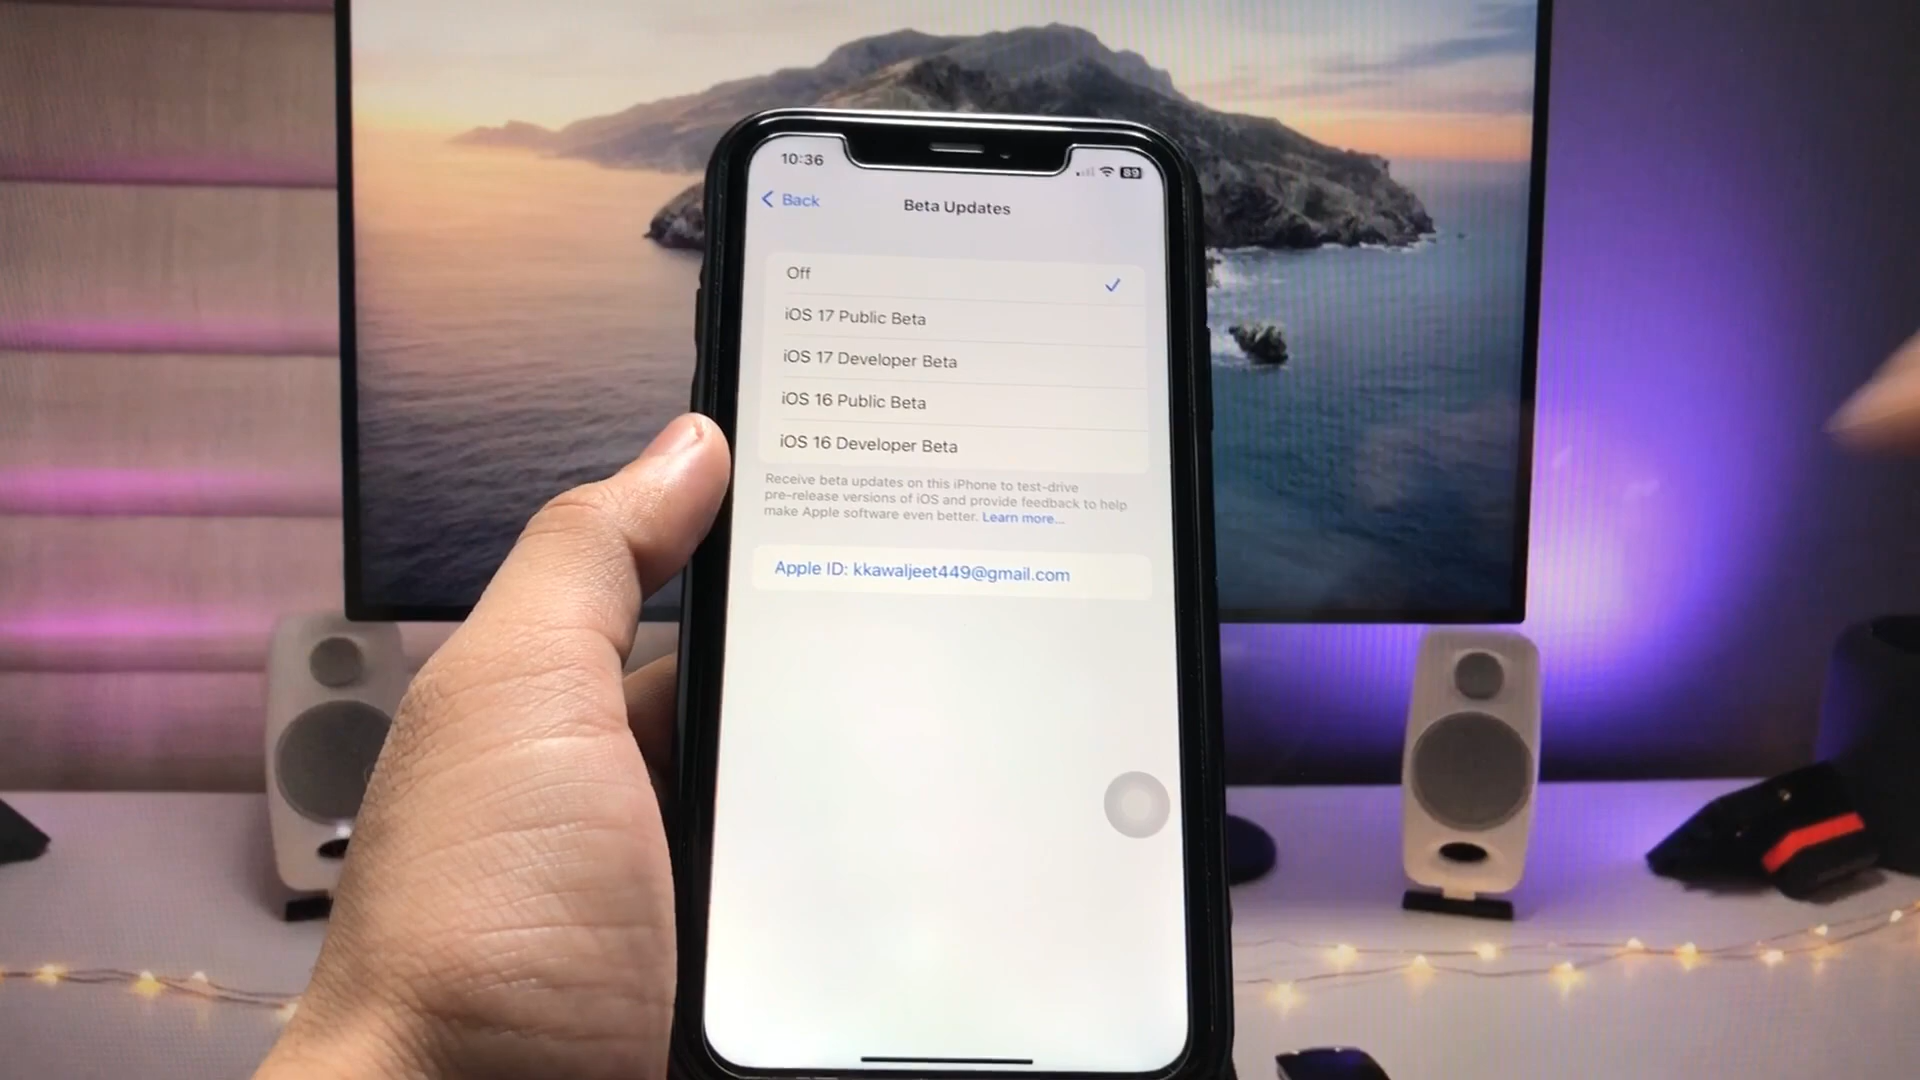 10:36
89
Back
Beta Updates
Off
iOS 17 Public Beta
iOS 17 Developer Beta
iOS 16 Public Beta
iOS 16 Developer Beta
Receive beta updates on this iPhone to test-drive
pre-release versions of iOS and provide feedback to help
make Apple software even better. Learn more...
Apple ID: kkawaljeet449@gmail.com